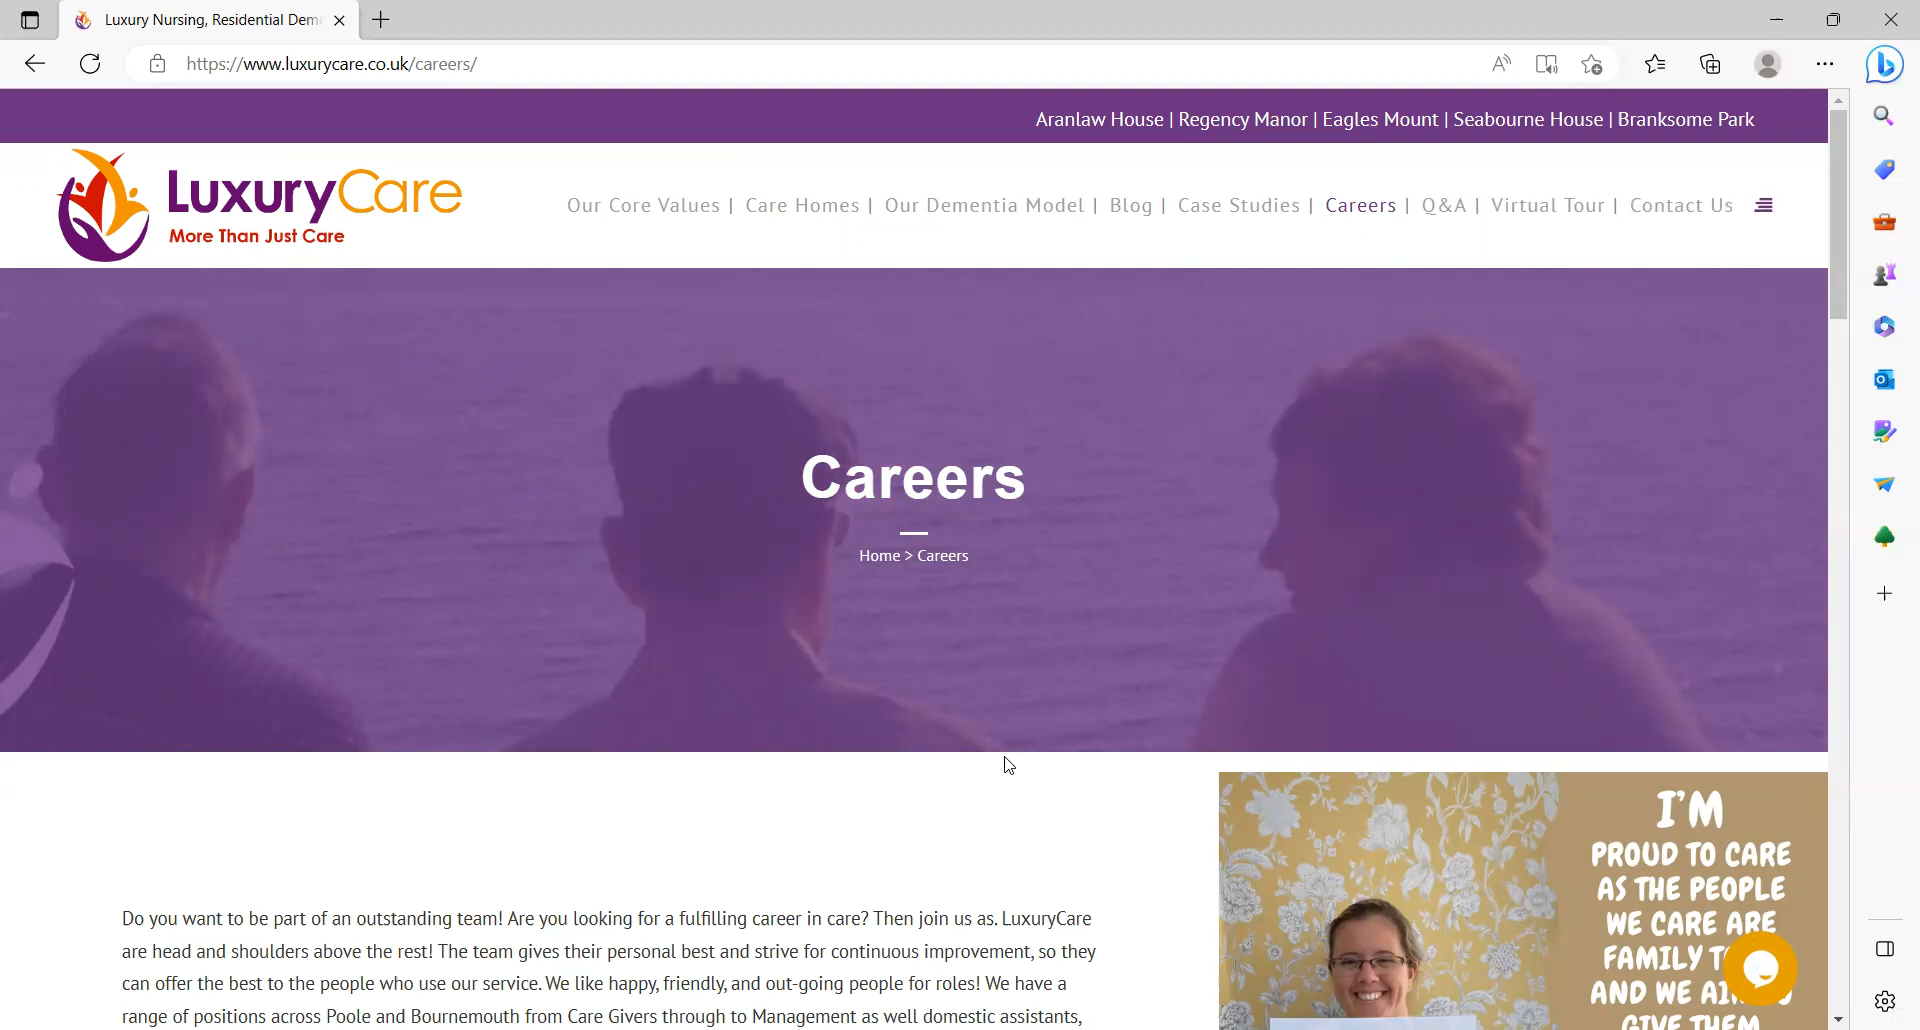 Luxury Nursing, Residential Dem
https://www.luxurycare.co.uk/careers/
Aranlaw House | Regency Manor | Eagles Mount | Seabourne House | Branksome Park
LuxuryCare
More Than Just Care
Our Core Values | Care Homes | Our Dementia Model | Blog | Case Studies | Careers | Q&A | Virtual Tour | Contact Us
Careers
Home > Careers
Do you want to be part of an outstanding team! Are you looking for a fulfilling career in care? Then join us as. LuxuryCare
are head and shoulders above the rest! The team gives their personal best and strive for continuous improvement, so they
can offer the best to the people who use our service. We like happy, friendly, and out-going people for roles! We have a
range of positions across Poole and Bournemouth from Care Givers through to Management as well domestic assistants,
I'M
PROUD TO CARE
AS THE PEOPLE
WE CARE ARE
FAMILY
AND WE
GIVE THEM